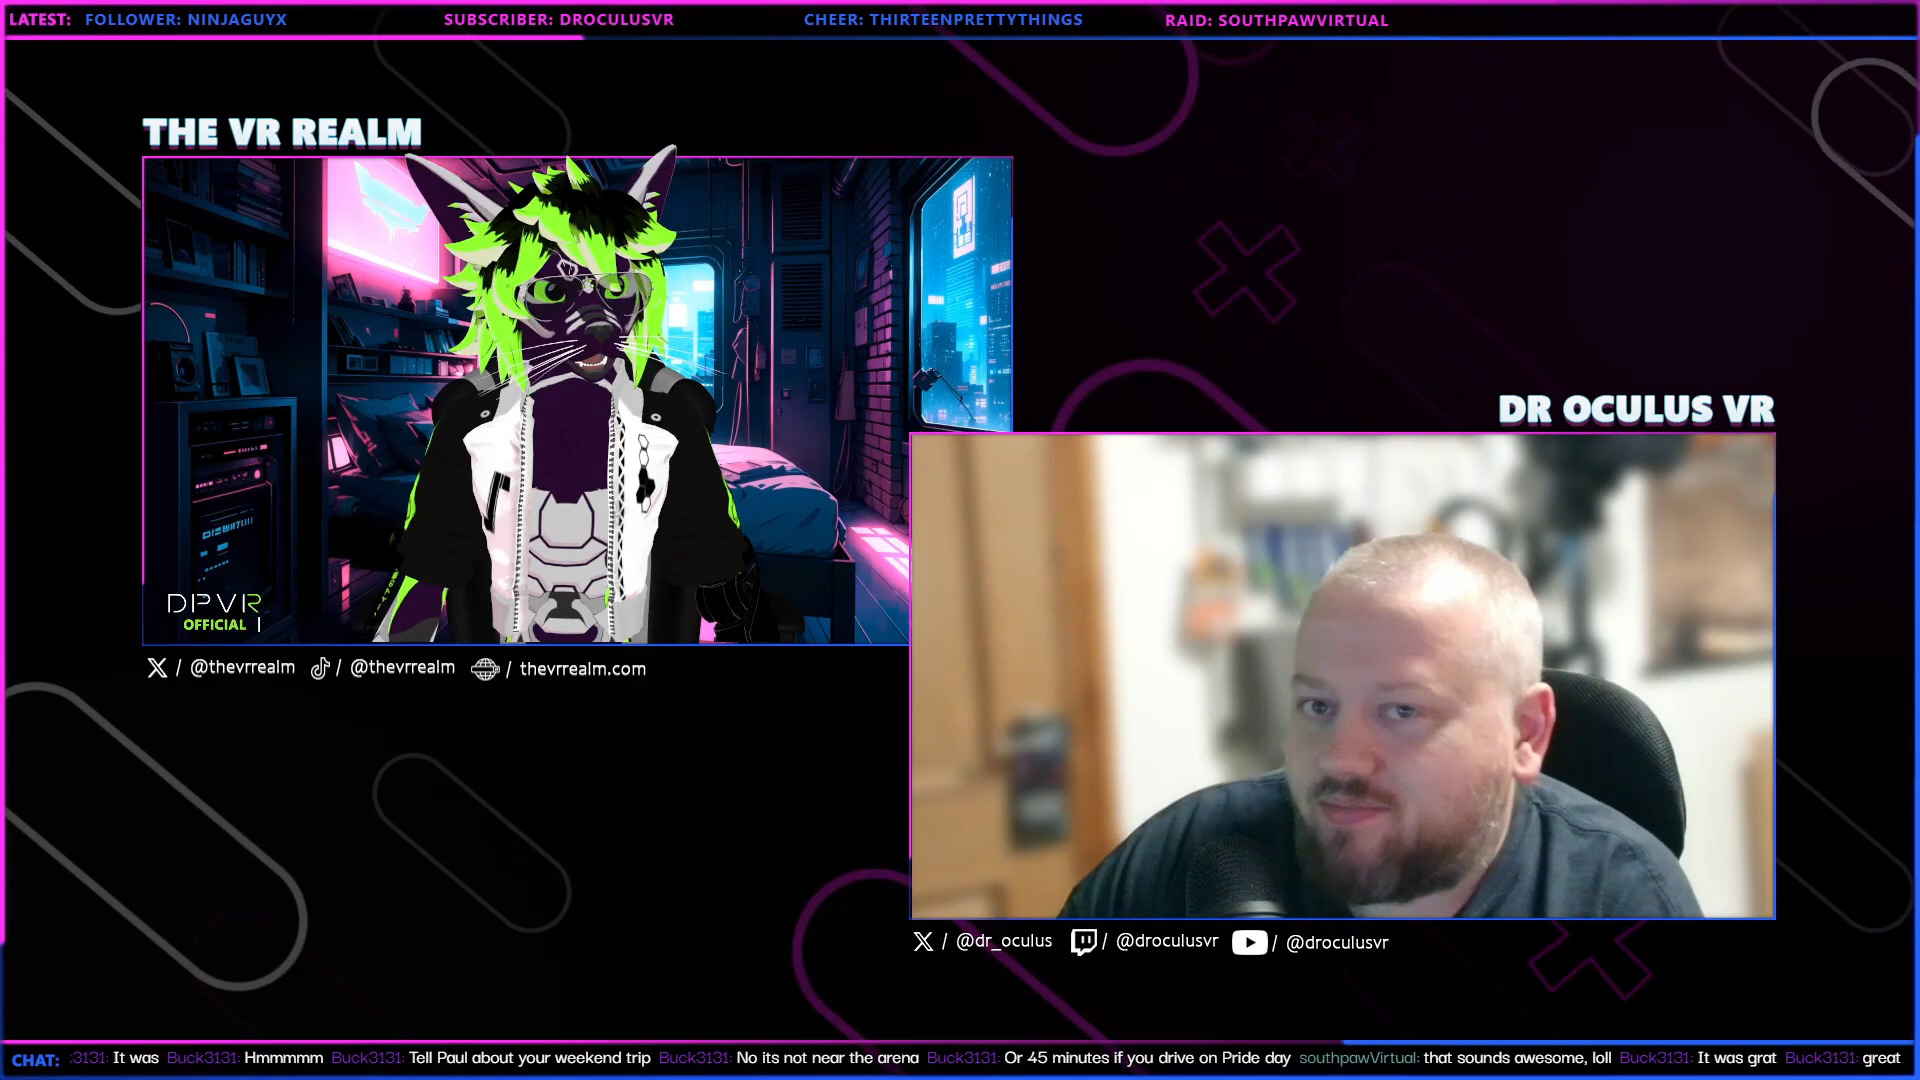 LATEST: FOLLOWER: NINJAGUYX SUBSCRIBER: DROCULUSVR CHEER: THIRTEENPRETTYTHINGS RAID: SOUTHPAWVIRTUAL
THE VR REALM
DPVR
OFFICIAL
/ @thevrrealm / @thevrrealm / thevrrealm.com
DR OCULUS VR
/ @dr_oculus / @droculusvr / @droculusvr
CHAT: :3131: It was Buck3131: Hmmmmm Buck3131: Tell Paul about your weekend trip Buck3131: No its not near the arena Buck3131: Or 45 minutes if you drive on Pride day southpawVirtual: that sounds awesome, loll Buck3131: It was grat Buck3131: great